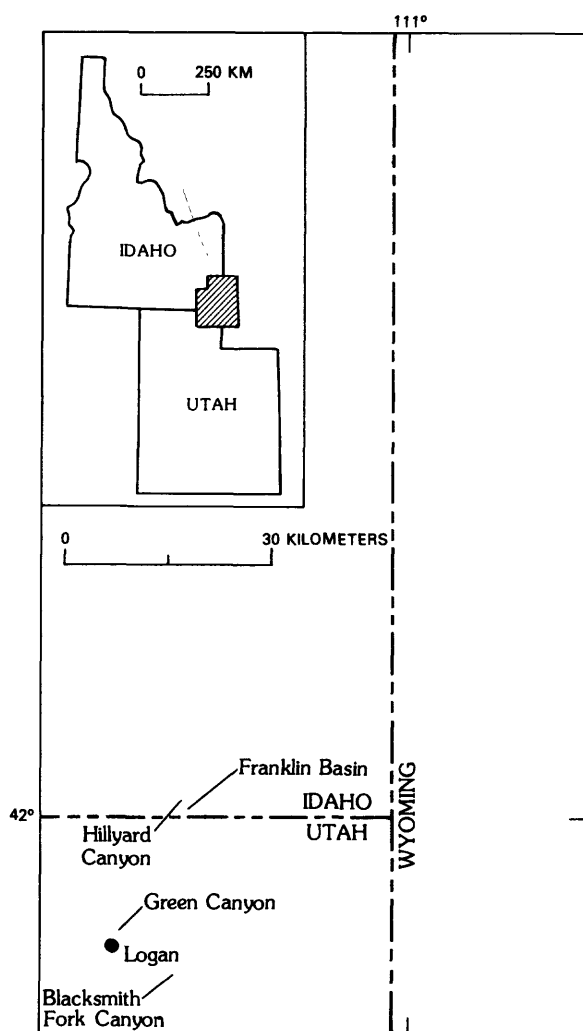 111°
0 250 KM
IDAHO
UTAH
0 30 KILOMETERS
Franklin Basin
42°
IDAHO
UTAH
WYOMING
Hillyard
Canyon
Green Canyon
Logan
Blacksmith
Fork Canyon